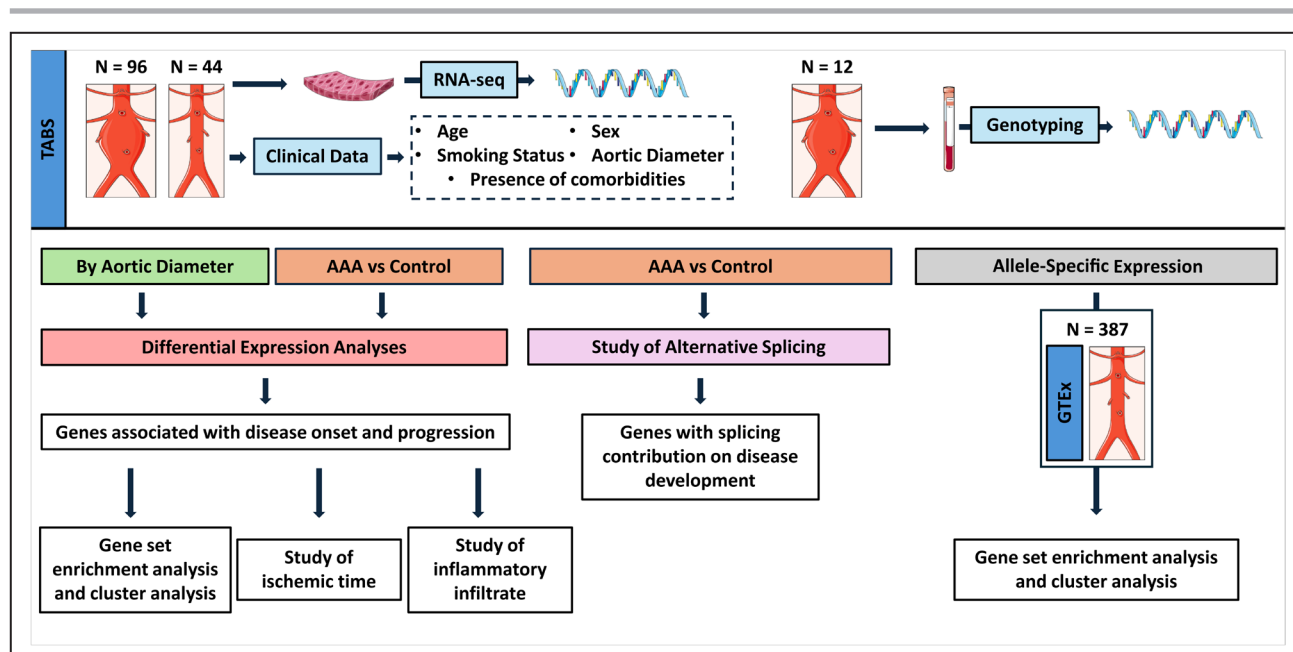 TABS
N = 96
N = 44
RNA-seq
Clinical Data
• Age
• Sex
• Smoking Status
• Aortic Diameter
• Presence of comorbidities
N = 12
Genotyping
By Aortic Diameter
AAA vs Control
AAA vs Control
Allele-Specific Expression
Differential Expression Analyses
Study of Alternative Splicing
N = 387
GTEx
Genes associated with disease onset and progression
Genes with splicing
contribution on disease
development
Gene set
enrichment analysis
and cluster analysis
Study of
ischemic time
Study of
inflammatory
infiltrate
Gene set enrichment analysis
and cluster analysis